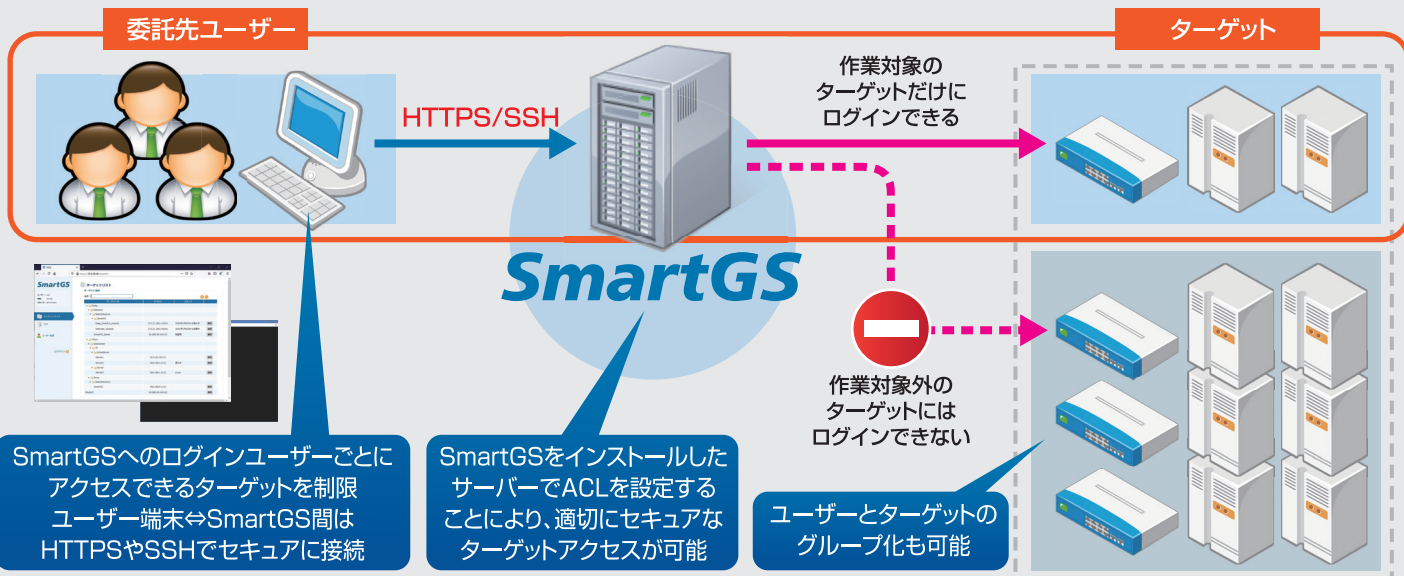 委託先ユーザー
ターゲット
HTTPS/SSH
作業対象の
ターゲットだけに
ログインできる
SmartGS
作業対象外の
ターゲットには
ログインできない
SmartGS
ターゲットリスト
SmartGSへのログインユーザーごとに
アクセスできるターゲットを制限
ユーザー端末⇔SmartGS間は
HTTPSやSSHでセキュアに接続
SmartGSをインストールした
サーバーでACLを設定する
ことにより、適切にセキュアな
ターゲットアクセスが可能
ユーザーとターゲットの
グループ化も可能